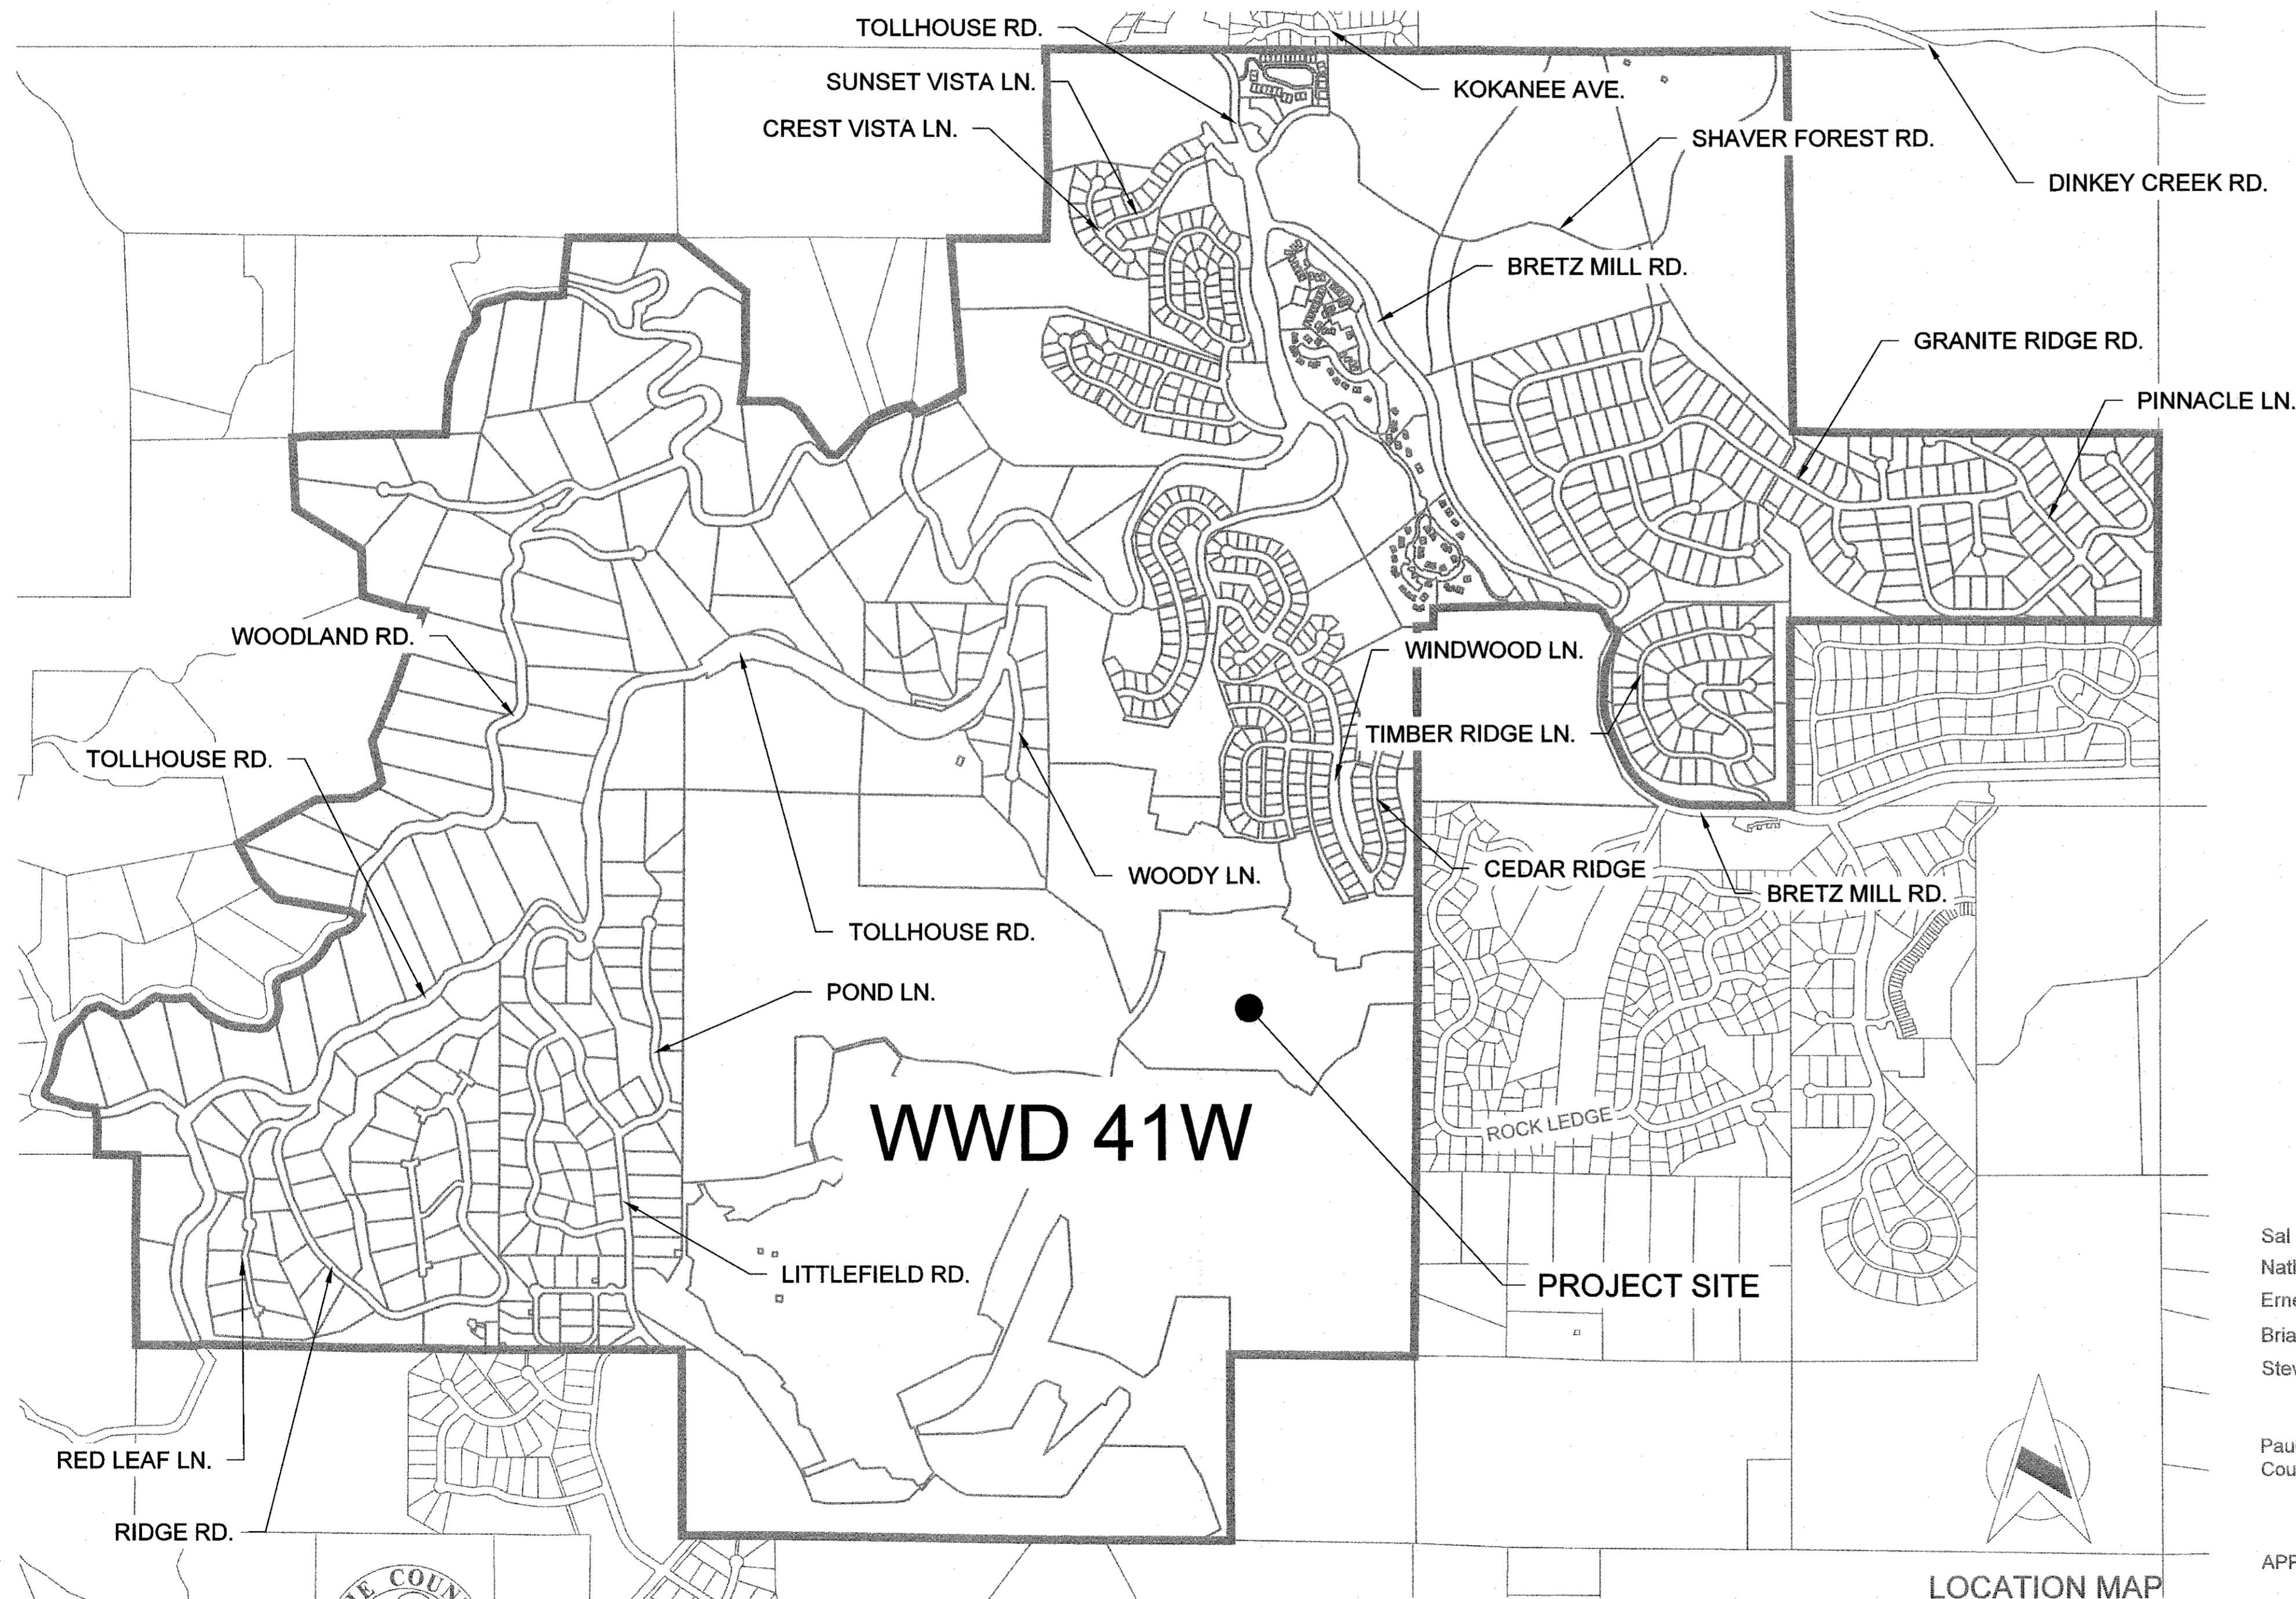 TOLLHOUSE RD.
SUNSET VISTA LN.
KOKANEE AVE.
CREST VISTA LN.
SHAVER FOREST RD.
DINKEY CREEK RD.
BRETZ MILL RD.
GRANITE RIDGE RD.
PINNACLE LN.
WOODLAND RD.
WINDWOOD LN.
TIMBER RIDGE LN.
TOLLHOUSE RD.
CEDAR RIDGE
WOODY LN.
BRETZ MILL RD.
TOLLHOUSE RD.
POND LN.
WWD 41W
ROCK LEDGE
LITTLEFIELD RD.
PROJECT SITE
Sal
Bria
RED LEAF LN.
RIDGE RD.
COUN
LOCATION MAP